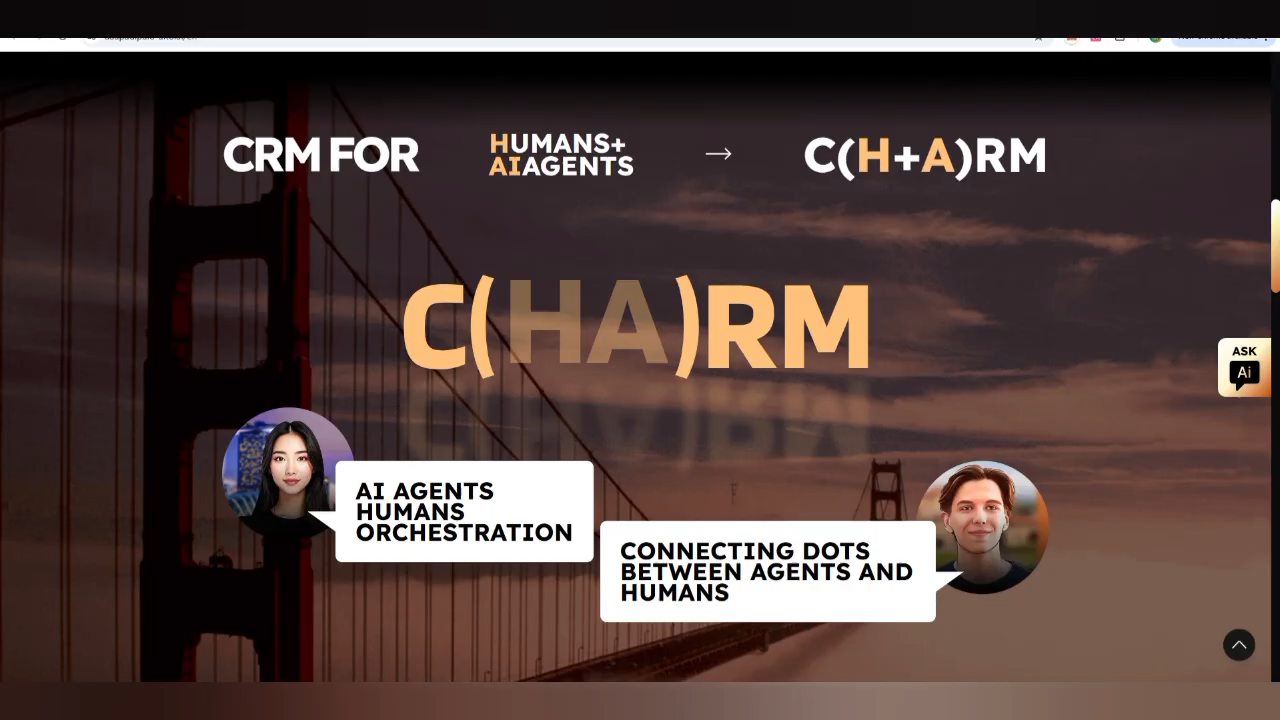 CRM FOR
HUMANS+
AIAGENTS
→
C(H+A)RM
C(HA)RM
AI AGENTS
HUMANS
ORCHESTRATION
CONNECTING DOTS
BETWEEN AGENTS AND
HUMANS
ASK
Ai